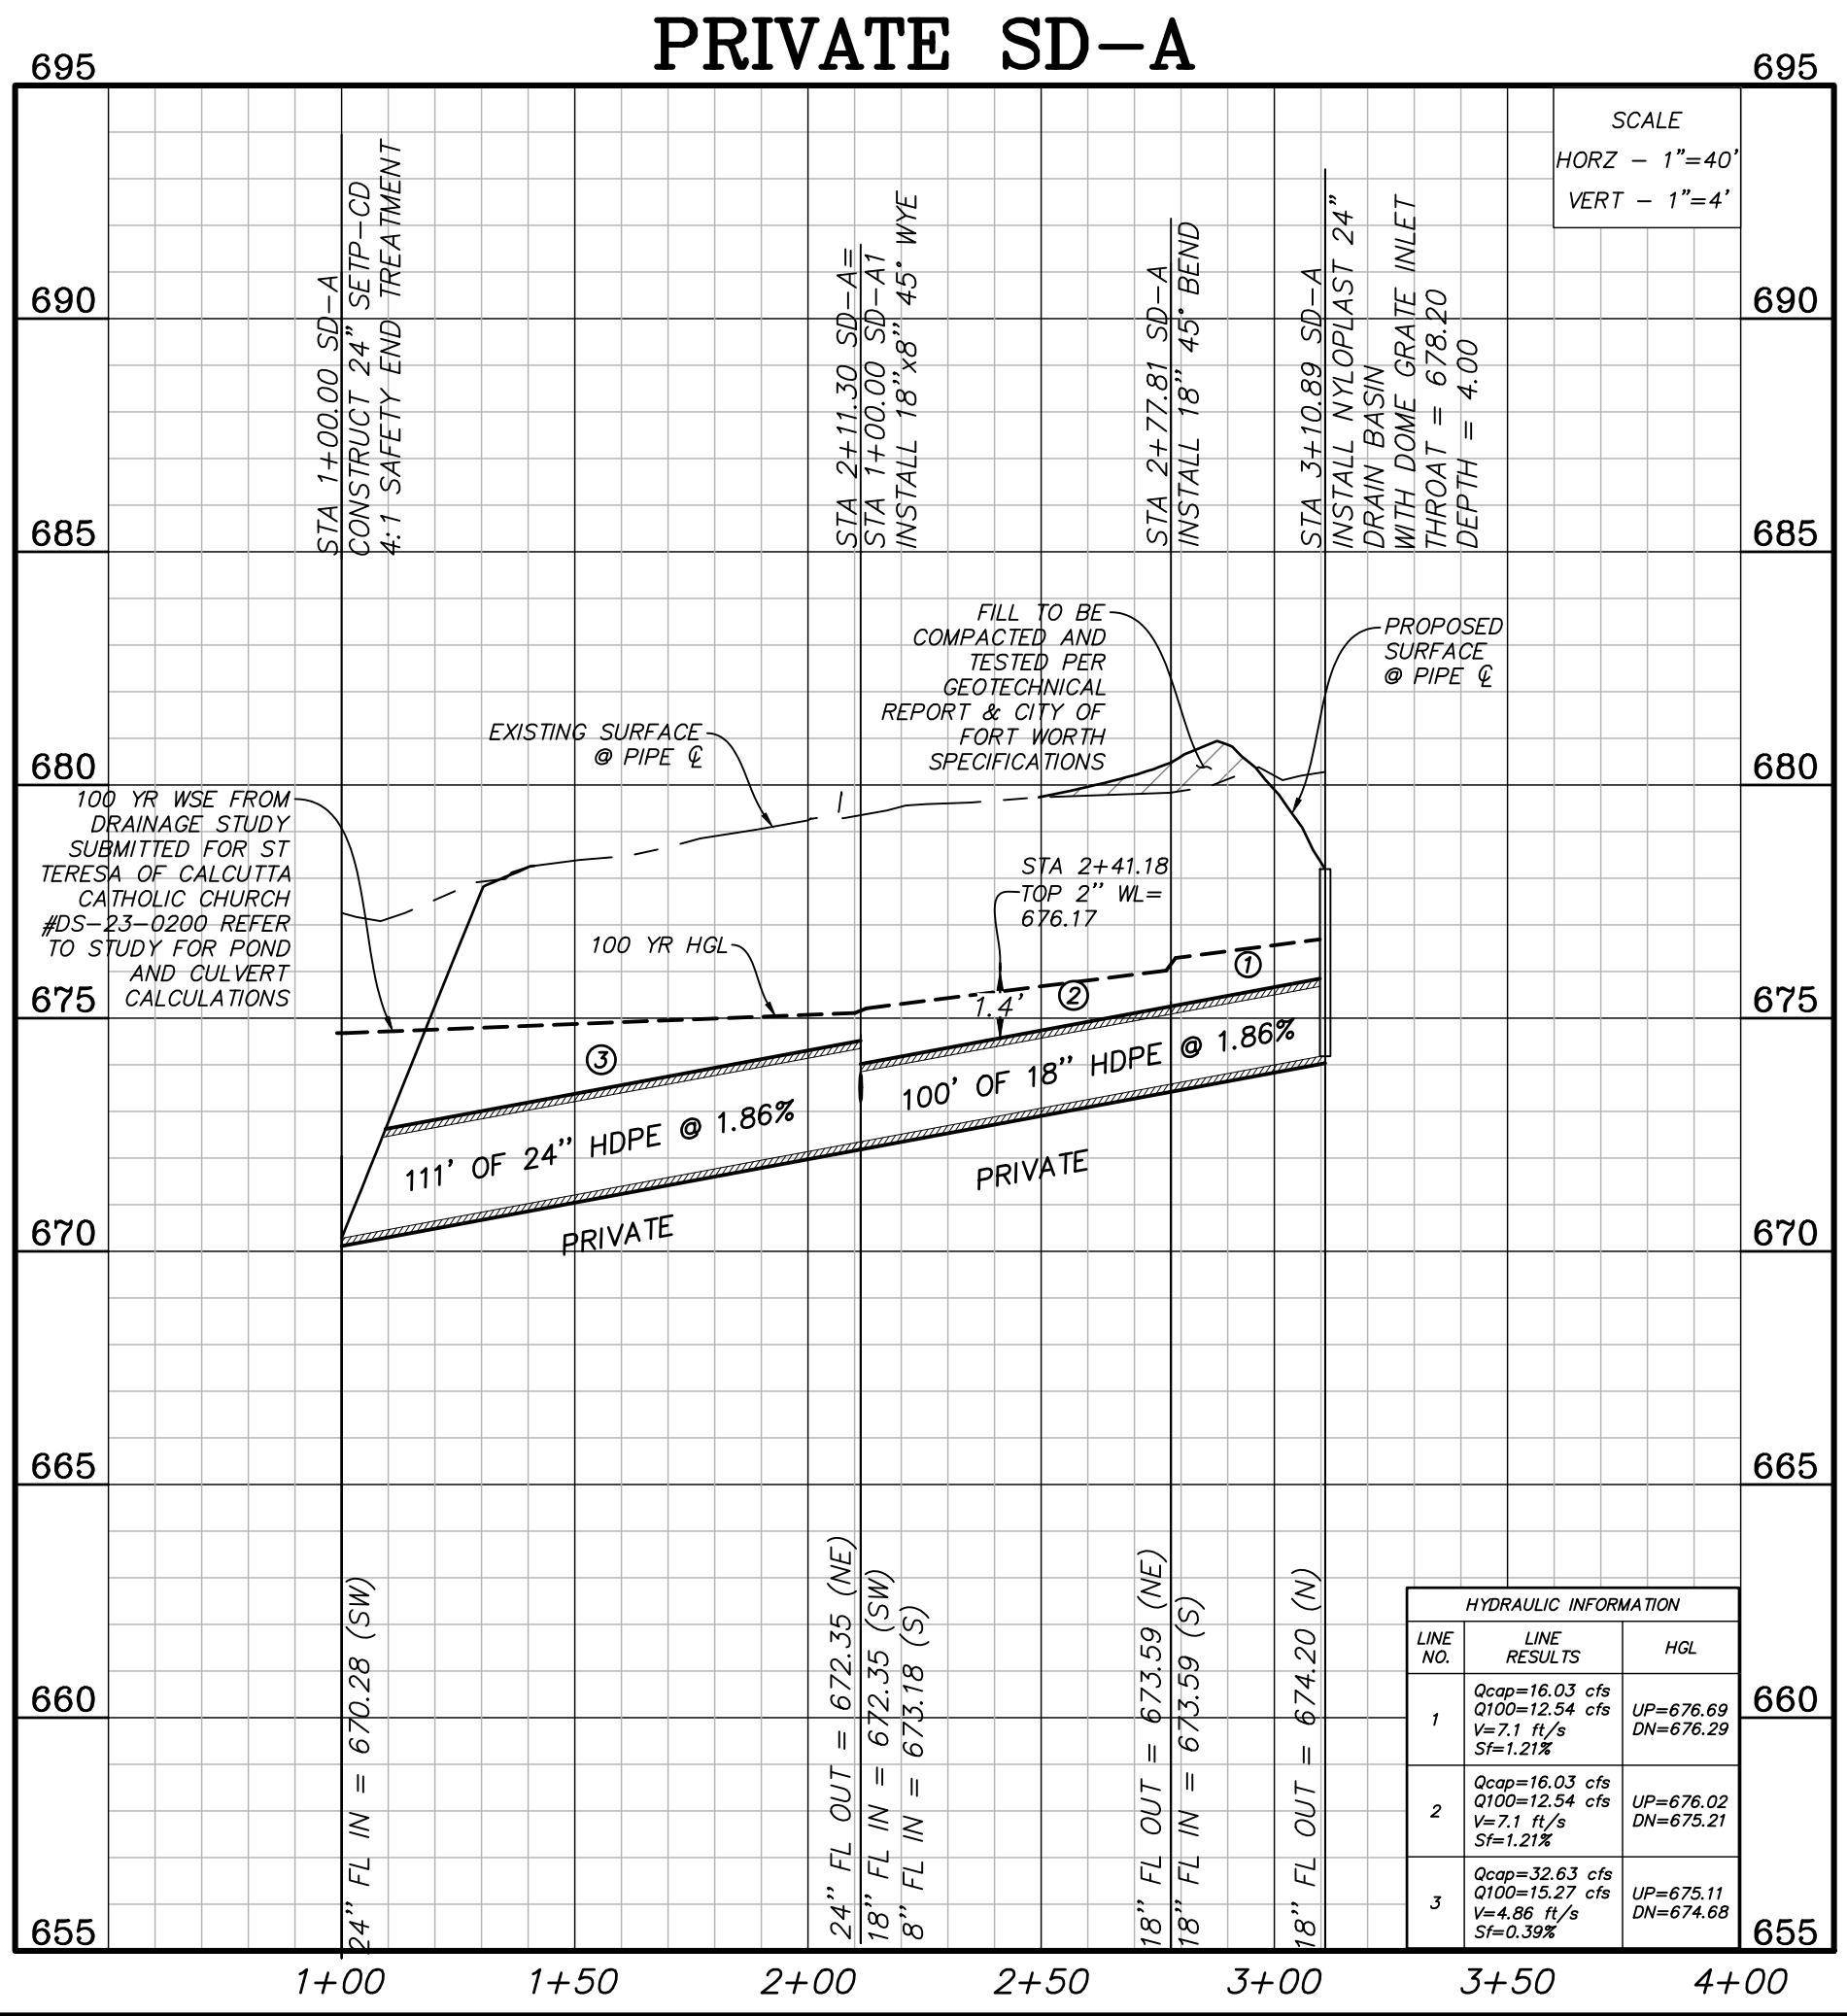 PRIVATE SD-A
695
695
SCALE
HORZ - 1"=40'
VERT - 1"=4'
690
690
685
685
680
680
675
675
670
670
665
665
660
660
655
655
STA 1+00.00 SD-A
CONSTRUCT 24" SETP-CD
4:1 SAFETY END TREATMENT
STA 2+11.30 SD-A=
STA 1+00.00 SD-A1
INSTALL 18"x8" 45° WYE
STA 2+77.81 SD-A
INSTALL 18" 45° BEND
STA 3+10.89 SD-A
INSTALL NYLOPLAST 24"
DRAIN BASIN
WITH DOME GRATE INLET
THROAT = 678.20
DEPTH = 4.00
FILL TO BE
COMPACTED AND
TESTED PER
GEOTECHNICAL
REPORT & CITY OF
FORT WORTH
SPECIFICATIONS
PROPOSED
SURFACE
@ PIPE ℄
EXISTING SURFACE
@ PIPE ℄
100 YR WSE FROM
DRAINAGE STUDY
SUBMITTED FOR ST
TERESA OF CALCUTTA
CATHOLIC CHURCH
#DS-23-0200 REFER
TO STUDY FOR POND
AND CULVERT
CALCULATIONS
STA 2+41.18
TOP 2" WL=
676.17
100 YR HGL
1.4'
1
2
3
111' OF 24" HDPE @ 1.86%
100' OF 18" HDPE @ 1.86%
PRIVATE
PRIVATE
24" FL IN = 670.28 (SW)
24" FL OUT = 672.35 (NE)
18" FL IN = 672.35 (SW)
8" FL IN = 673.18 (S)
18" FL OUT = 673.59 (NE)
18" FL IN = 673.59 (S)
18" FL OUT = 674.20 (N)
HYDRAULIC INFORMATION
LINE
NO.
LINE
RESULTS
HGL
1
Qcap=16.03 cfs
Q100=12.54 cfs
V=7.1 ft/s
Sf=1.21%
UP=676.69
DN=676.29
2
Qcap=16.03 cfs
Q100=12.54 cfs
V=7.1 ft/s
Sf=1.21%
UP=676.02
DN=675.21
3
Qcap=32.63 cfs
Q100=15.27 cfs
V=4.86 ft/s
Sf=0.39%
UP=675.11
DN=674.68
1+00
1+50
2+00
2+50
3+00
3+50
4+00